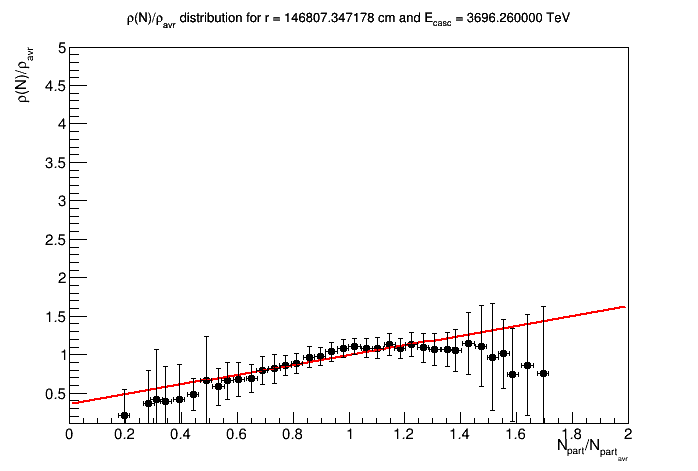 ρ(N)/ρavr distribution for r = 146807.347178 cm and Ecasc = 3696.260000 TeV
ρ(N)/ρavr
5
4.5
4
3.5
3
2.5
2
1.5
1
0.5
0 0.2 0.4 0.6 0.8 1 1.2 1.4 1.6 1.8 2
Npart/Npartavr